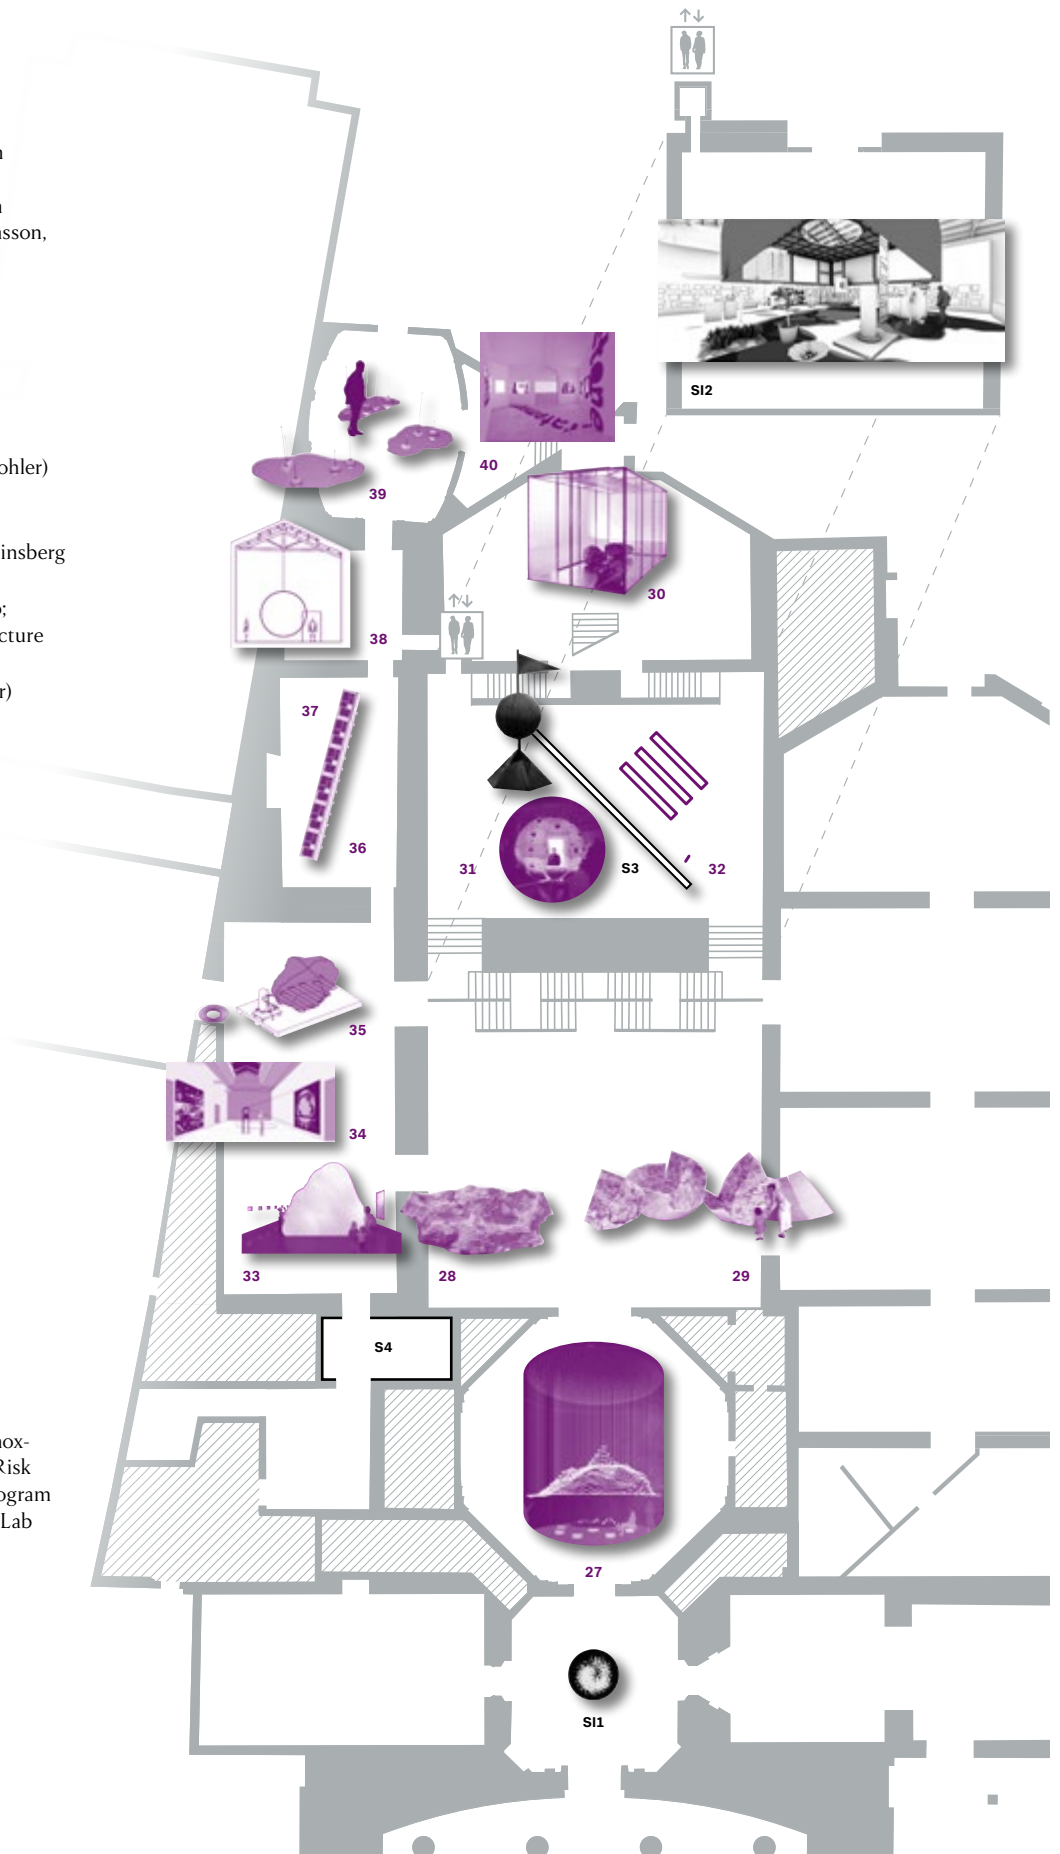 n
n
sson,
ohler)
insberg
;
cture
r)
nox-
Risk
ogram
Lab
SI2
40
39
30
38
37
36
31
S3
32
35
34
33
28
29
S4
27
SI1